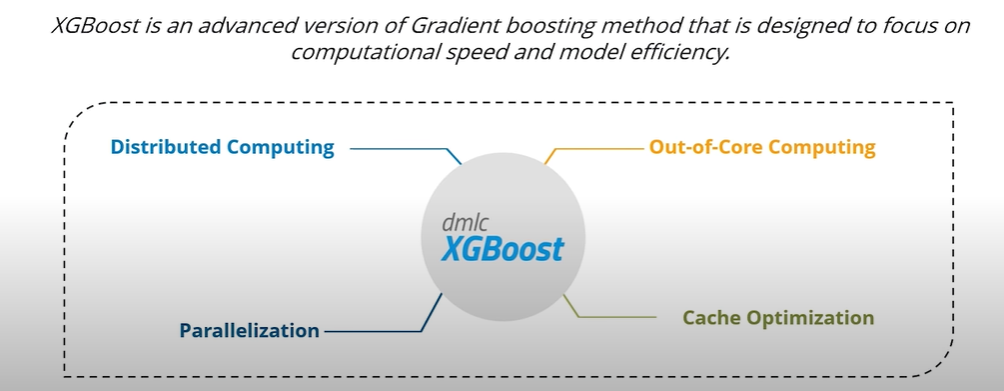 XGBoost is an advanced version of Gradient boosting method that is designed to focus on
computational speed and model efficiency.
Distributed Computing
Out-of-Core Computing
dmlc
XGBoost
Parallelization
Cache Optimization